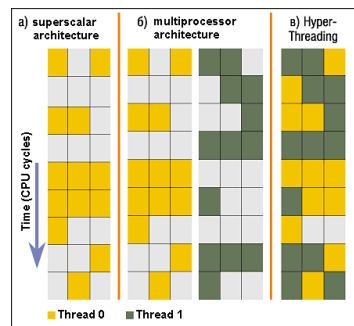 а) superscalar
architecture
б) multiprocessor
architecture
в) Hyper-
Threading
Time (CPU cycles)
Thread 0
Thread 1